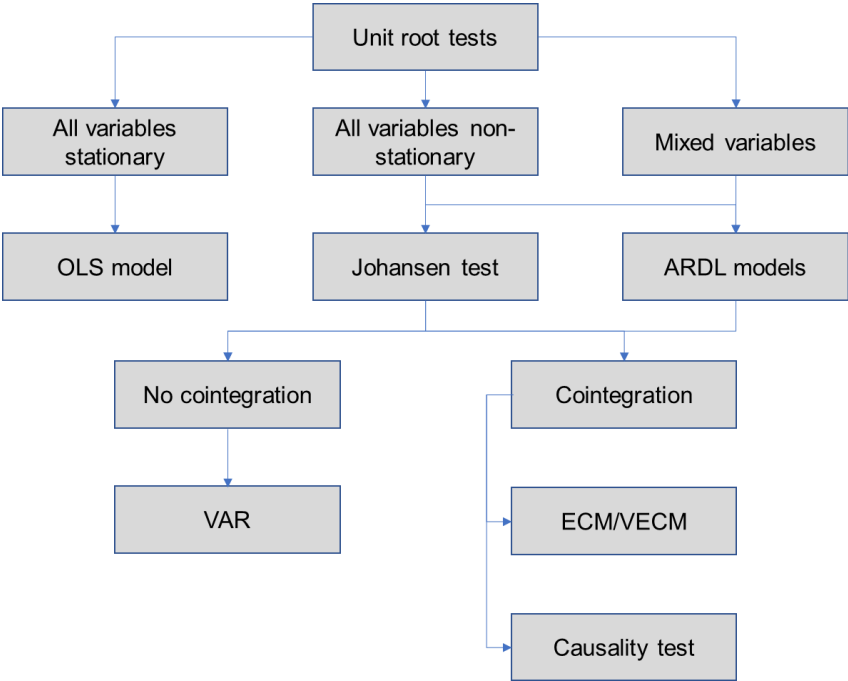 Unit root tests
All variables
stationary
All variables non-
stationary
Mixed variables
OLS model
Johansen test
ARDL models
No cointegration
Cointegration
VAR
ECM/VECM
Causality test